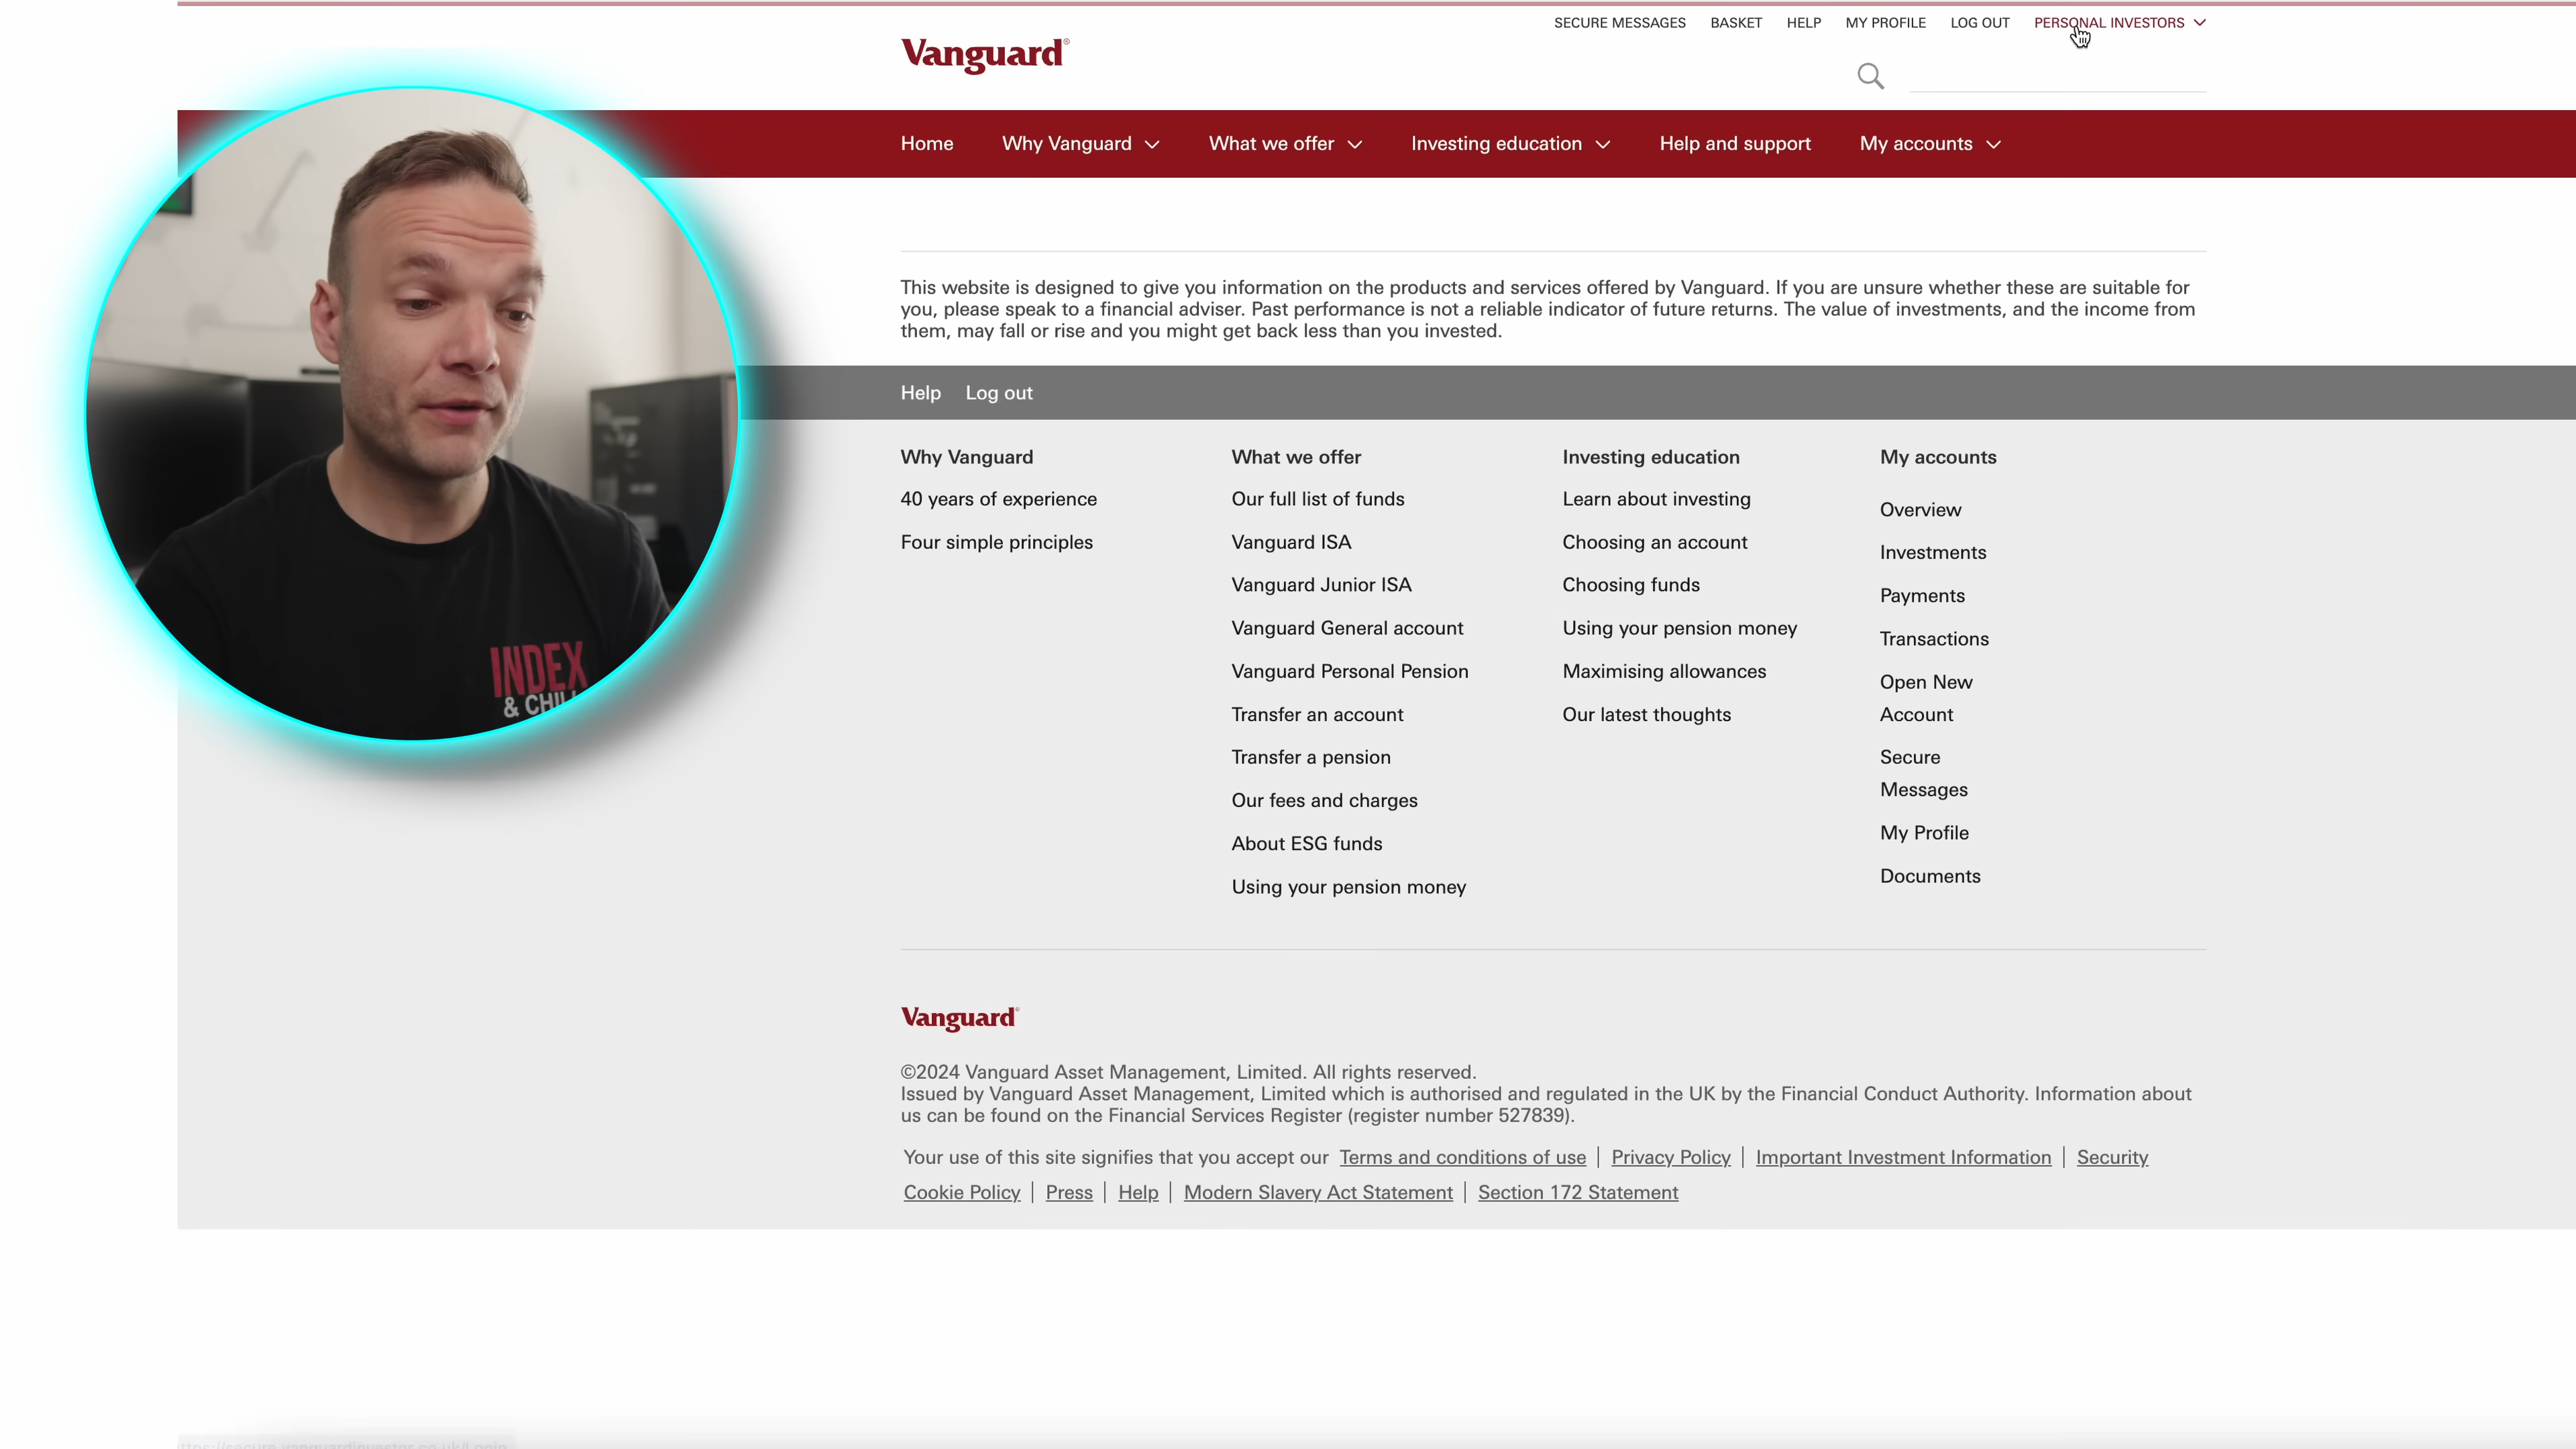 SECURE MESSAGES BASKET HELP MY PROFILE LOG OUT PERSONAL INVESTORS
Vanguard®
Home Why Vanguard What we offer Investing education Help and support My accounts
This website is designed to give you information on the products and services offered by Vanguard. If you are unsure whether these are suitable for
you, please speak to a financial adviser. Past performance is not a reliable indicator of future returns. The value of investments, and the income from
them, may fall or rise and you might get back less than you invested.
Help Log out
Why Vanguard
40 years of experience
Four simple principles
What we offer
Our full list of funds
Vanguard ISA
Vanguard Junior ISA
Vanguard General account
Vanguard Personal Pension
Transfer an account
Transfer a pension
Our fees and charges
About ESG funds
Using your pension money
Investing education
Learn about investing
Choosing an account
Choosing funds
Using your pension money
Maximising allowances
Our latest thoughts
My accounts
Overview
Investments
Payments
Transactions
Open New
Account
Secure
Messages
My Profile
Documents
INDEX
& CHILL
Vanguard®
©2024 Vanguard Asset Management, Limited. All rights reserved.
Issued by Vanguard Asset Management, Limited which is authorised and regulated in the UK by the Financial Conduct Authority. Information about
us can be found on the Financial Services Register (register number 527839).
Your use of this site signifies that you accept our Terms and conditions of use | Privacy Policy | Important Investment Information | Security
Cookie Policy | Press | Help | Modern Slavery Act Statement | Section 172 Statement